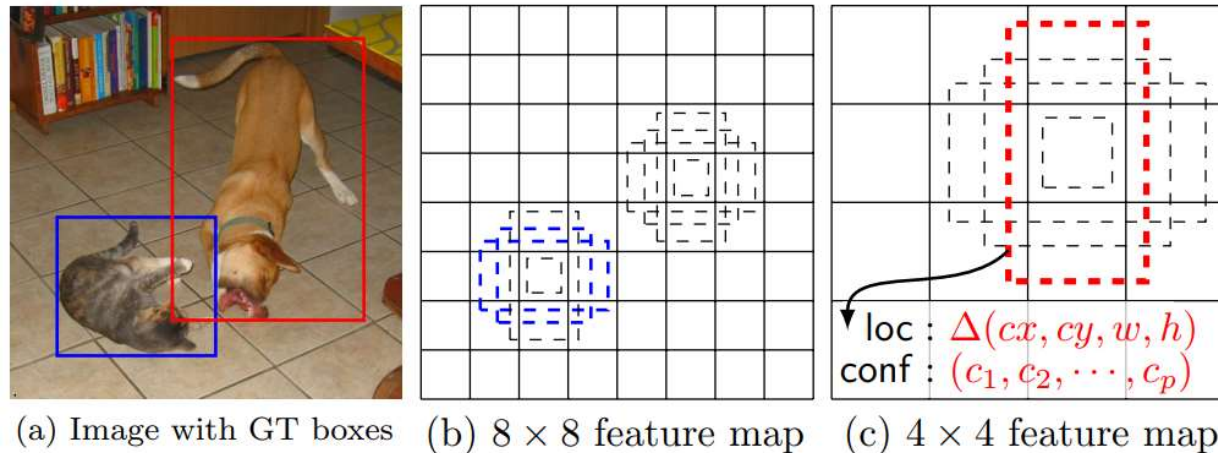 loc : Δ(cx, cy, w, h)
conf : (c₁, c₂, ⋯, cₚ)
(a) Image with GT boxes
(b) 8 × 8 feature map
(c) 4 × 4 feature map